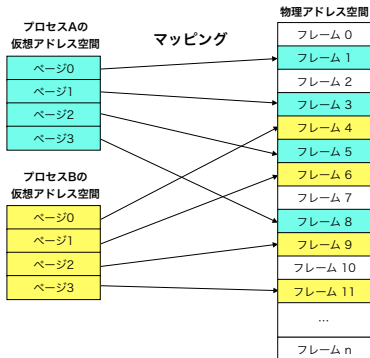 プロセスAの
仮想アドレス空間
ページ0
ページ1
ページ2
ページ3
プロセスBの
仮想アドレス空間
ページ0
ページ1
ページ2
ページ3
マッピング
物理アドレス空間
フレーム 0
フレーム 1
フレーム 2
フレーム 3
フレーム 4
フレーム 5
フレーム 6
フレーム 7
フレーム 8
フレーム 9
フレーム 10
フレーム 11
...
フレーム n